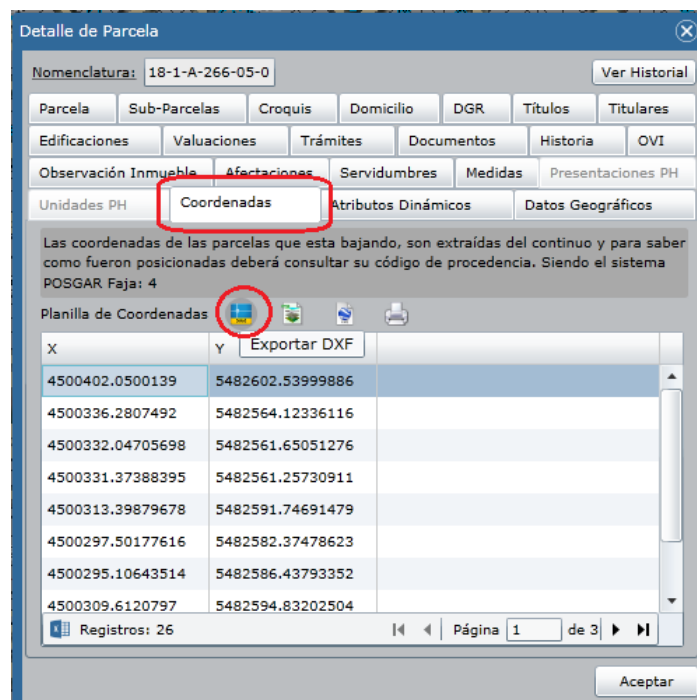 Detalle de Parcela
Nomenclatura: 18-1-A-266-05-0 Ver Historial
Parcela Sub-Parcelas Croquis Domicilio DGR Títulos Titulares
Edificaciones Valuaciones Trámites Documentos Historia OVI
Observación Inmueble Afectaciones Servidumbres Medidas Presentaciones PH
Unidades PH Coordenadas Atributos Dinámicos Datos Geográficos
Las coordenadas de las parcelas que esta bajando, son extraídas del continuo y para saber
como fueron posicionadas deberá consultar su código de procedencia. Siendo el sistema
POSGAR Faja: 4
Planilla de Coordenadas
Exportar DXF
X Y
4500402.0500139 5482602.53999886
4500336.2807492 5482564.12336116
4500332.04705698 5482561.65051276
4500331.37388395 5482561.25730911
4500313.39879678 5482591.74691479
4500297.50177616 5482582.37478623
4500295.10643514 5482586.43793352
4500309.6120797 5482594.83202504
Registros: 26 Página 1 de 3
Aceptar